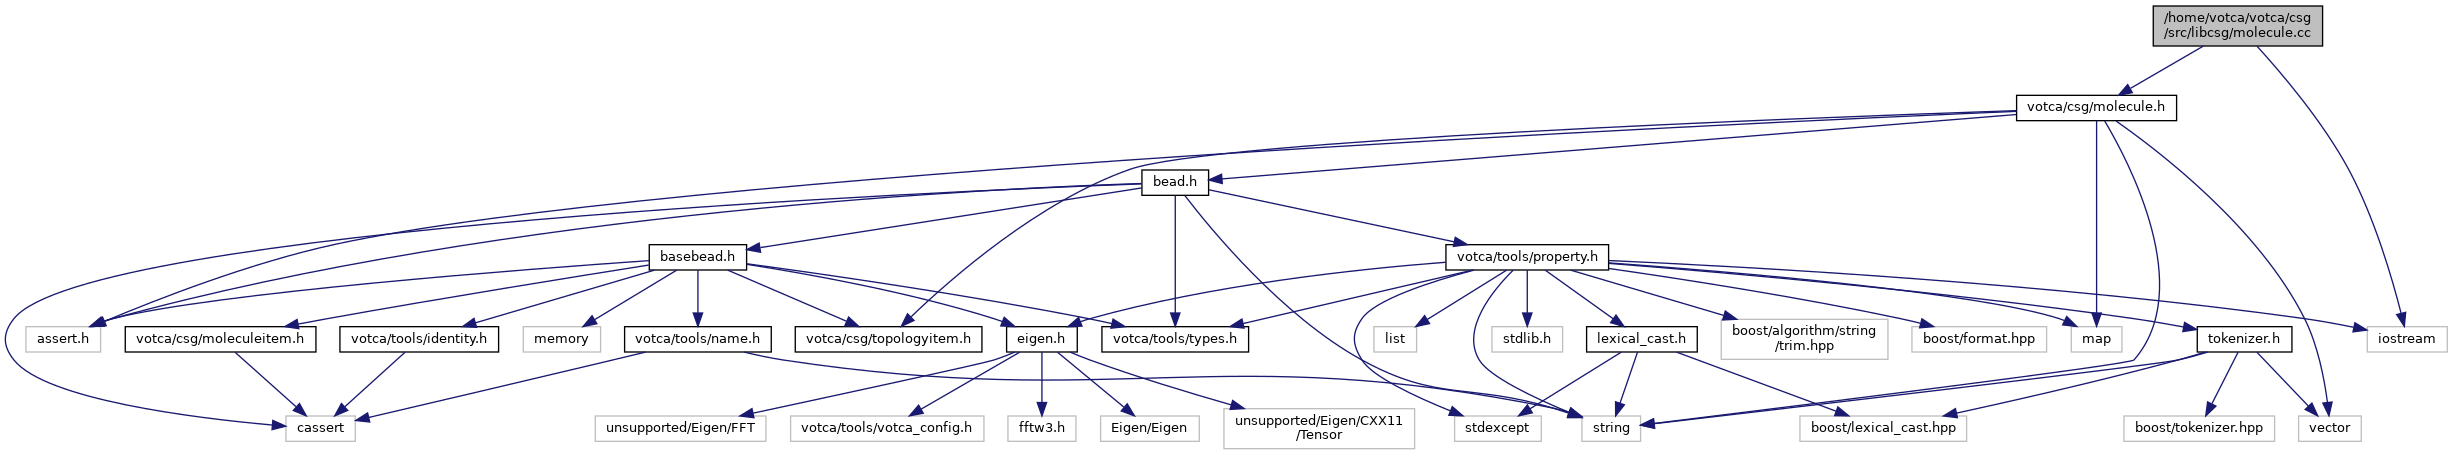 /home/votca/votca/csg
/src/libcsg/molecule.cc
votca/csg/molecule.h
bead.h
basebead.h
votca/tools/property.h
assert.h
votca/csg/moleculeitem.h
votca/tools/identity.h
memory
votca/tools/name.h
votca/csg/topologyitem.h
eigen.h
votca/tools/types.h
list
stdlib.h
lexical_cast.h
boost/algorithm/string
/trim.hpp
boost/format.hpp
map
tokenizer.h
iostream
cassert
unsupported/Eigen/FFT
votca/tools/votca_config.h
fftw3.h
Eigen/Eigen
unsupported/Eigen/CXX11
/Tensor
stdexcept
string
boost/lexical_cast.hpp
boost/tokenizer.hpp
vector